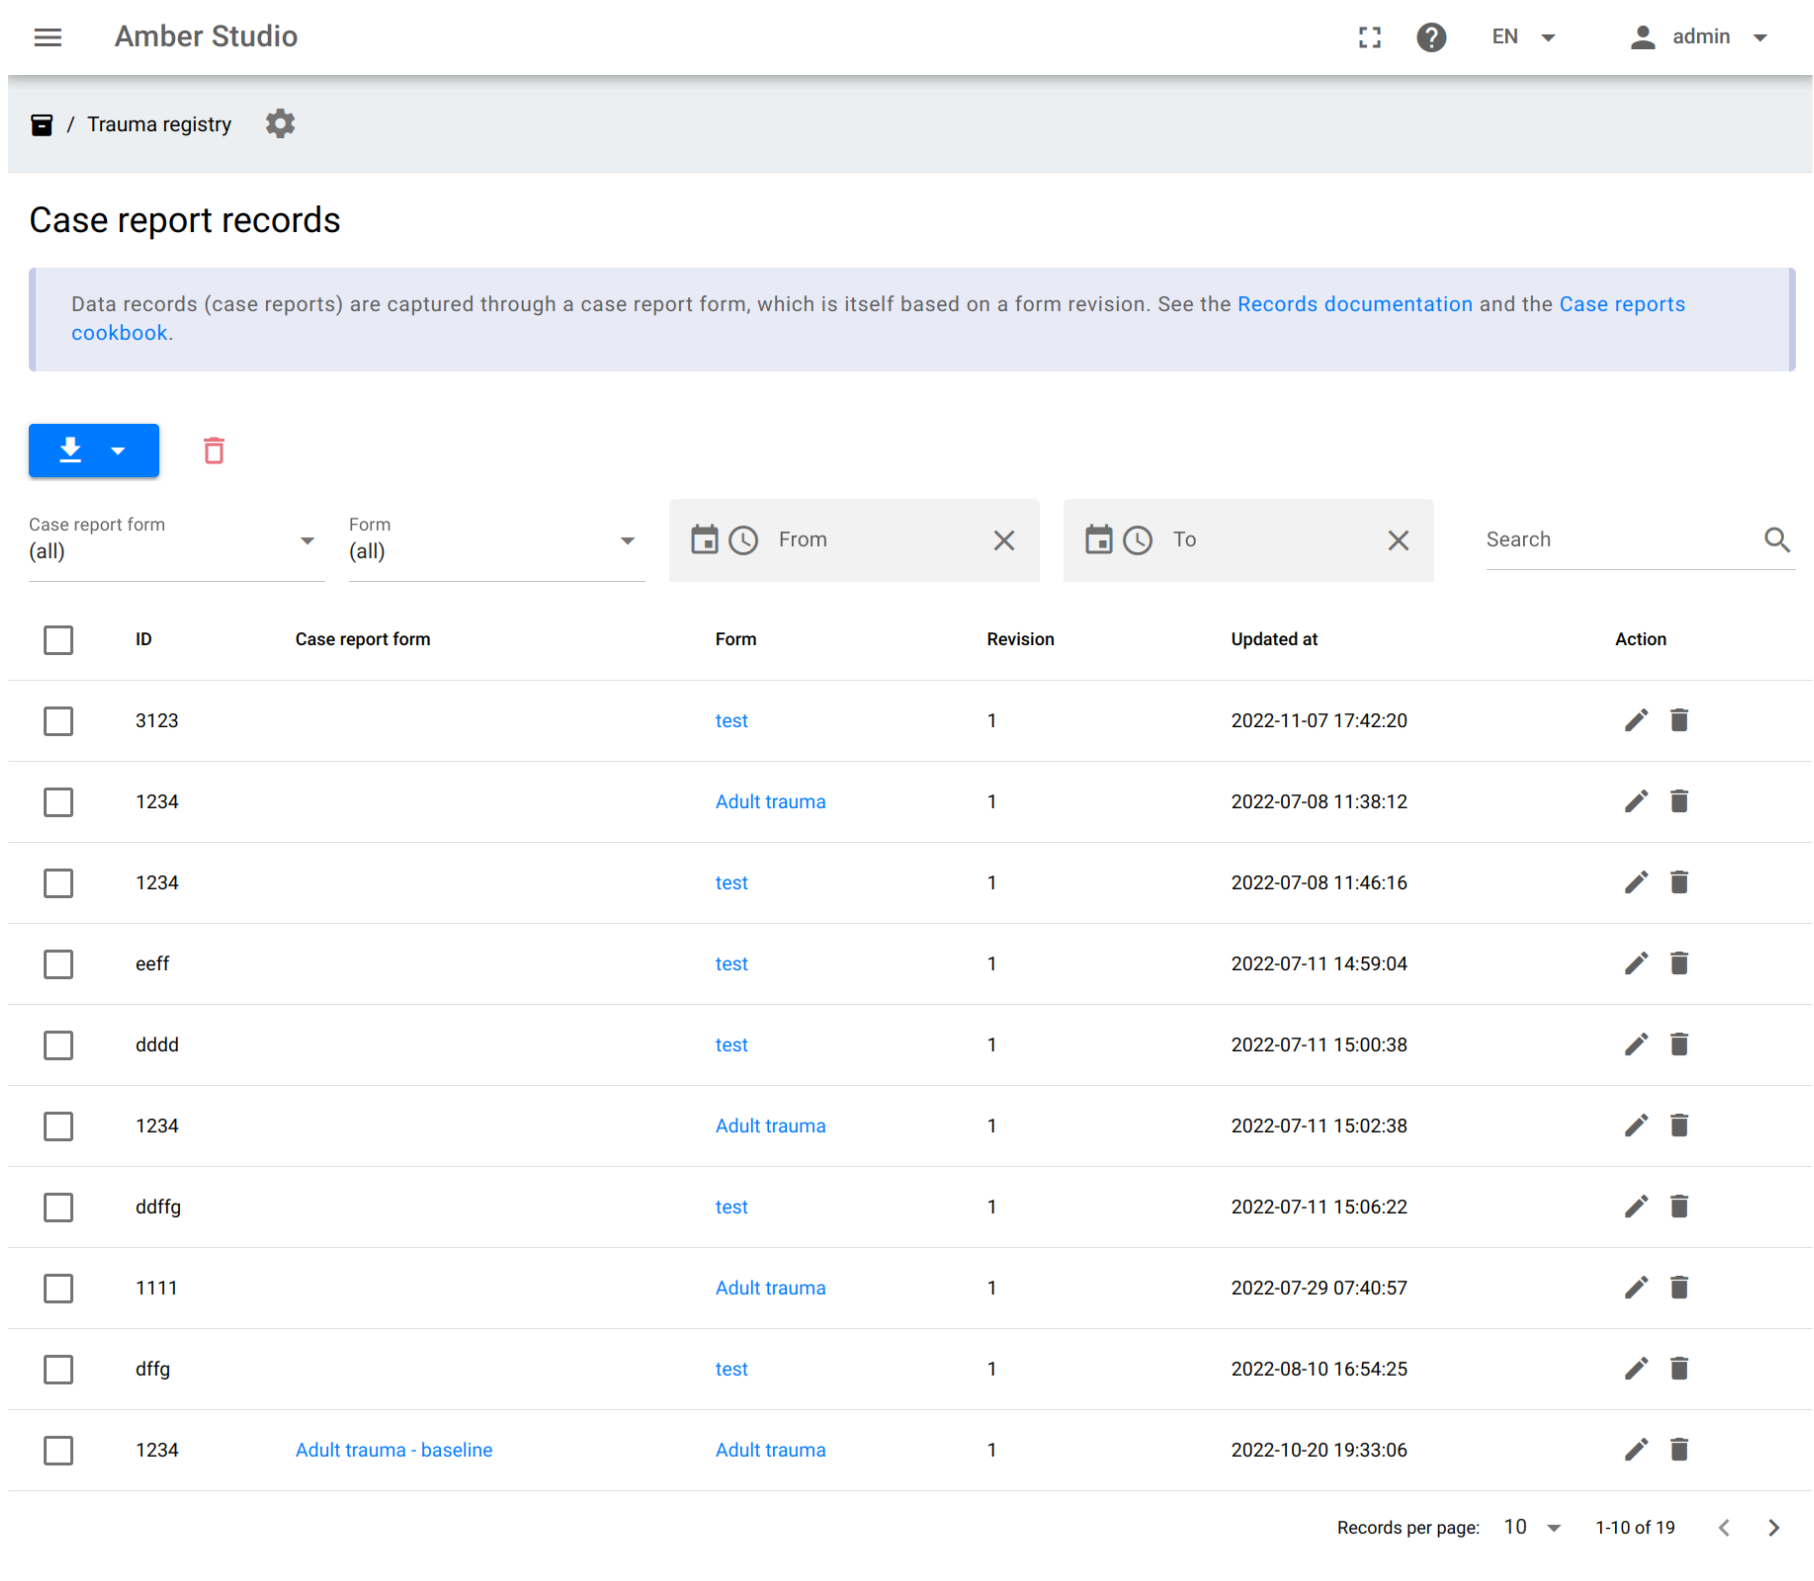 Amber Studio
EN
admin
/ Trauma registry
Case report records
Data records (case reports) are captured through a case report form, which is itself based on a form revision. See the Records documentation and the Case reports
cookbook.
Case report form
(all)
Form
(all)
From
To
Search
ID Case report form Form Revision Updated at Action
3123 test 1 2022-11-07 17:42:20
1234 Adult trauma 1 2022-07-08 11:38:12
1234 test 1 2022-07-08 11:46:16
eeff test 1 2022-07-11 14:59:04
dddd test 1 2022-07-11 15:00:38
1234 Adult trauma 1 2022-07-11 15:02:38
ddffg test 1 2022-07-11 15:06:22
1111 Adult trauma 1 2022-07-29 07:40:57
dffg test 1 2022-08-10 16:54:25
1234 Adult trauma - baseline Adult trauma 1 2022-10-20 19:33:06
Records per page: 10 1-10 of 19